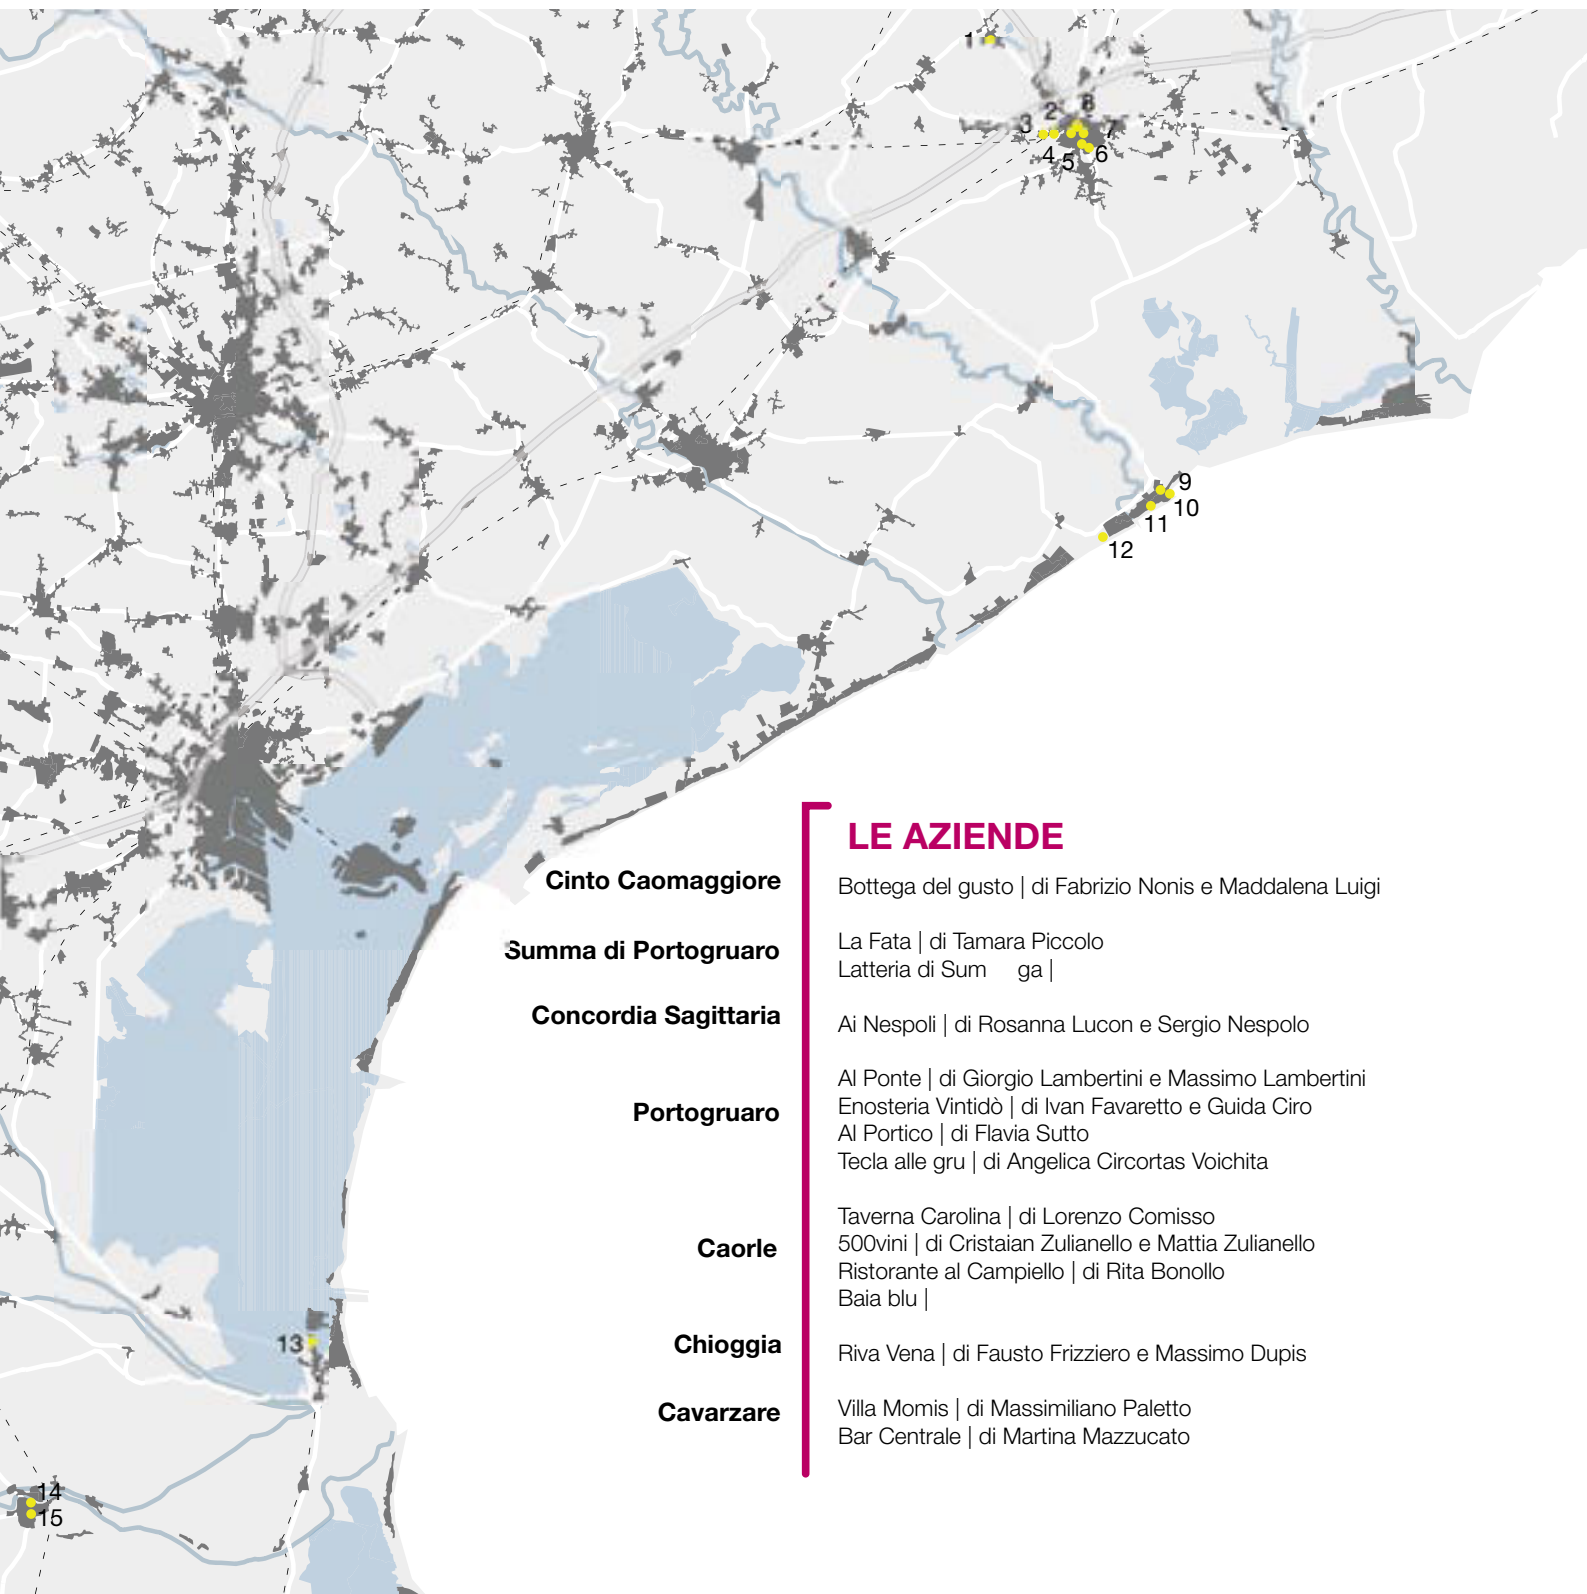 1
2
8
3
7
4
5
6
9
10
11
12
LE AZIENDE
Cinto Caomaggiore
Bottega del gusto | di Fabrizio Nonis e Maddalena Luigi
Summa di Portogruaro
La Fata | di Tamara Piccolo
Latteria di Sum ga |
Concordia Sagittaria
Ai Nespoli | di Rosanna Lucon e Sergio Nespolo
Portogruaro
Al Ponte | di Giorgio Lambertini e Massimo Lambertini
Enosteria Vintidò | di Ivan Favaretto e Guida Ciro
Al Portico | di Flavia Sutto
Tecla alle gru | di Angelica Circortas Voichita
Caorle
Taverna Carolina | di Lorenzo Comisso
500vini | di Cristaian Zulianello e Mattia Zulianello
Ristorante al Campiello | di Rita Bonollo
Baia blu |
Chioggia
Riva Vena | di Fausto Frizziero e Massimo Dupis
Cavarzare
Villa Momis | di Massimiliano Paletto
Bar Centrale | di Martina Mazzucato
13
14
15